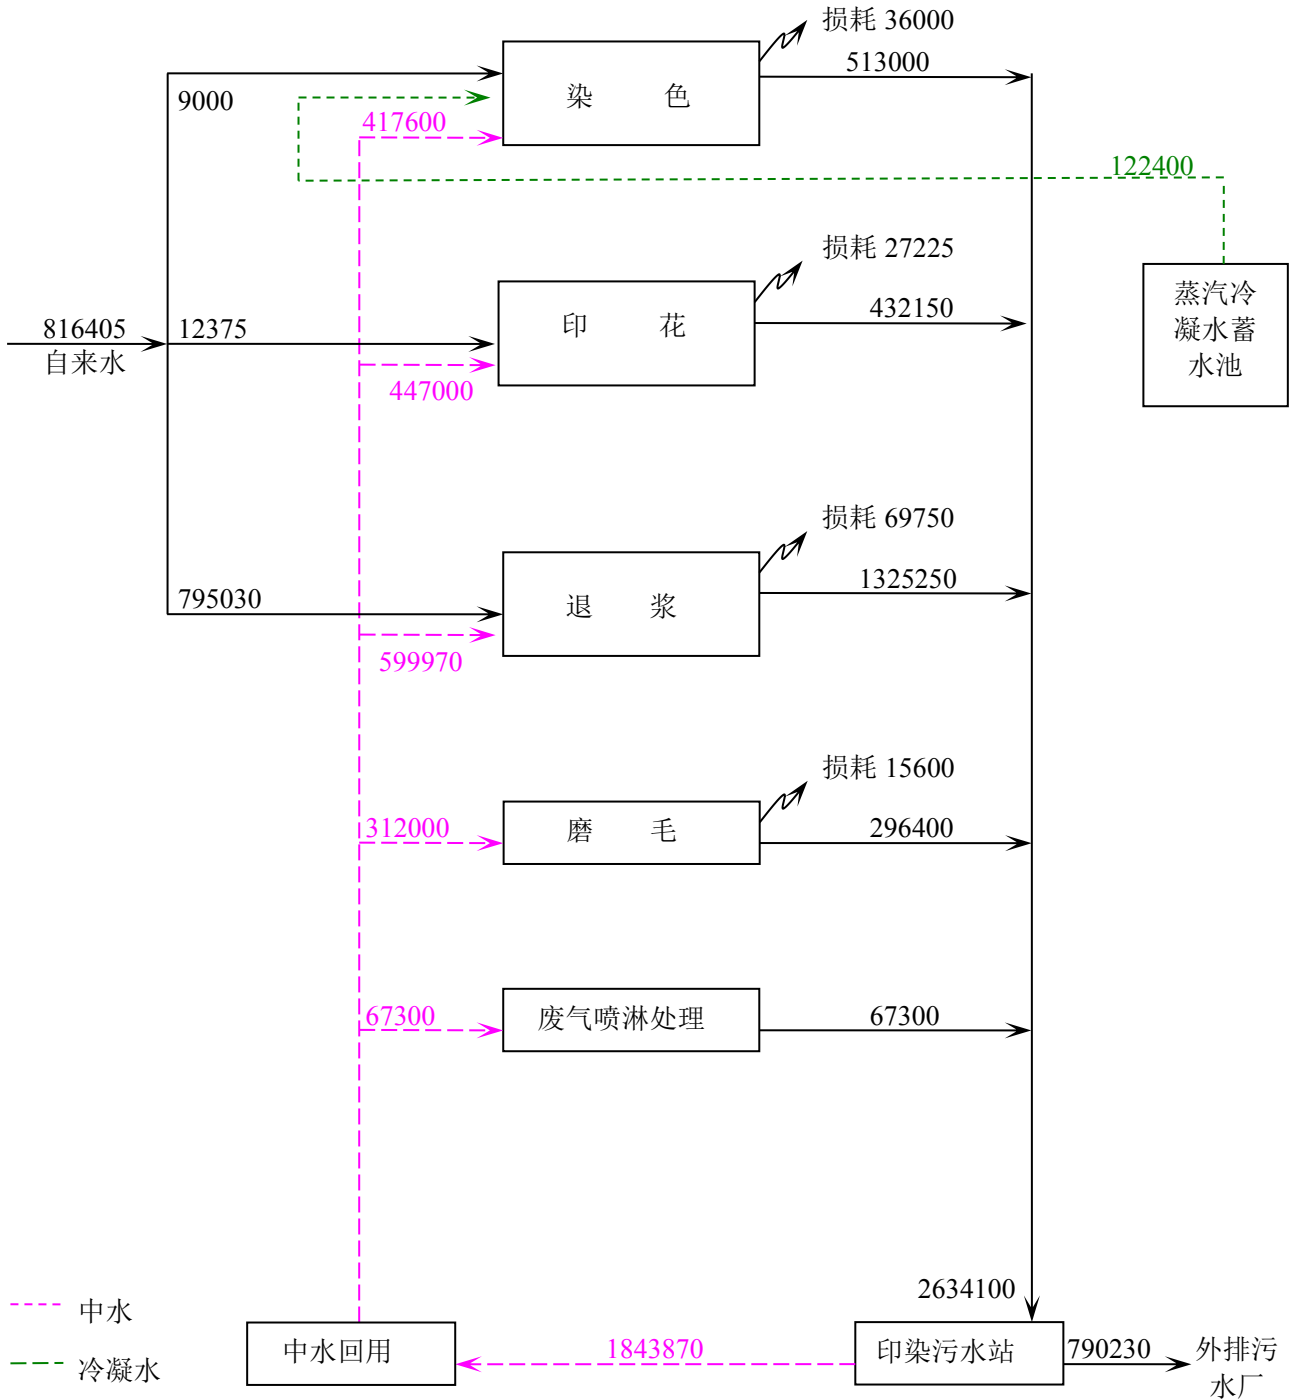 损耗 36000
513000
9000
染 色
417600
122400
损耗 27225
432150
816405
自来水
12375
印 花
447000
蒸汽冷
凝水蓄
水池
损耗 69750
1325250
795030
退 浆
599970
损耗 15600
312000
磨 毛
296400
67300
废气喷淋处理
67300
2634100
中水
冷凝水
中水回用
1843870
印染污水站
790230
外排污
水厂